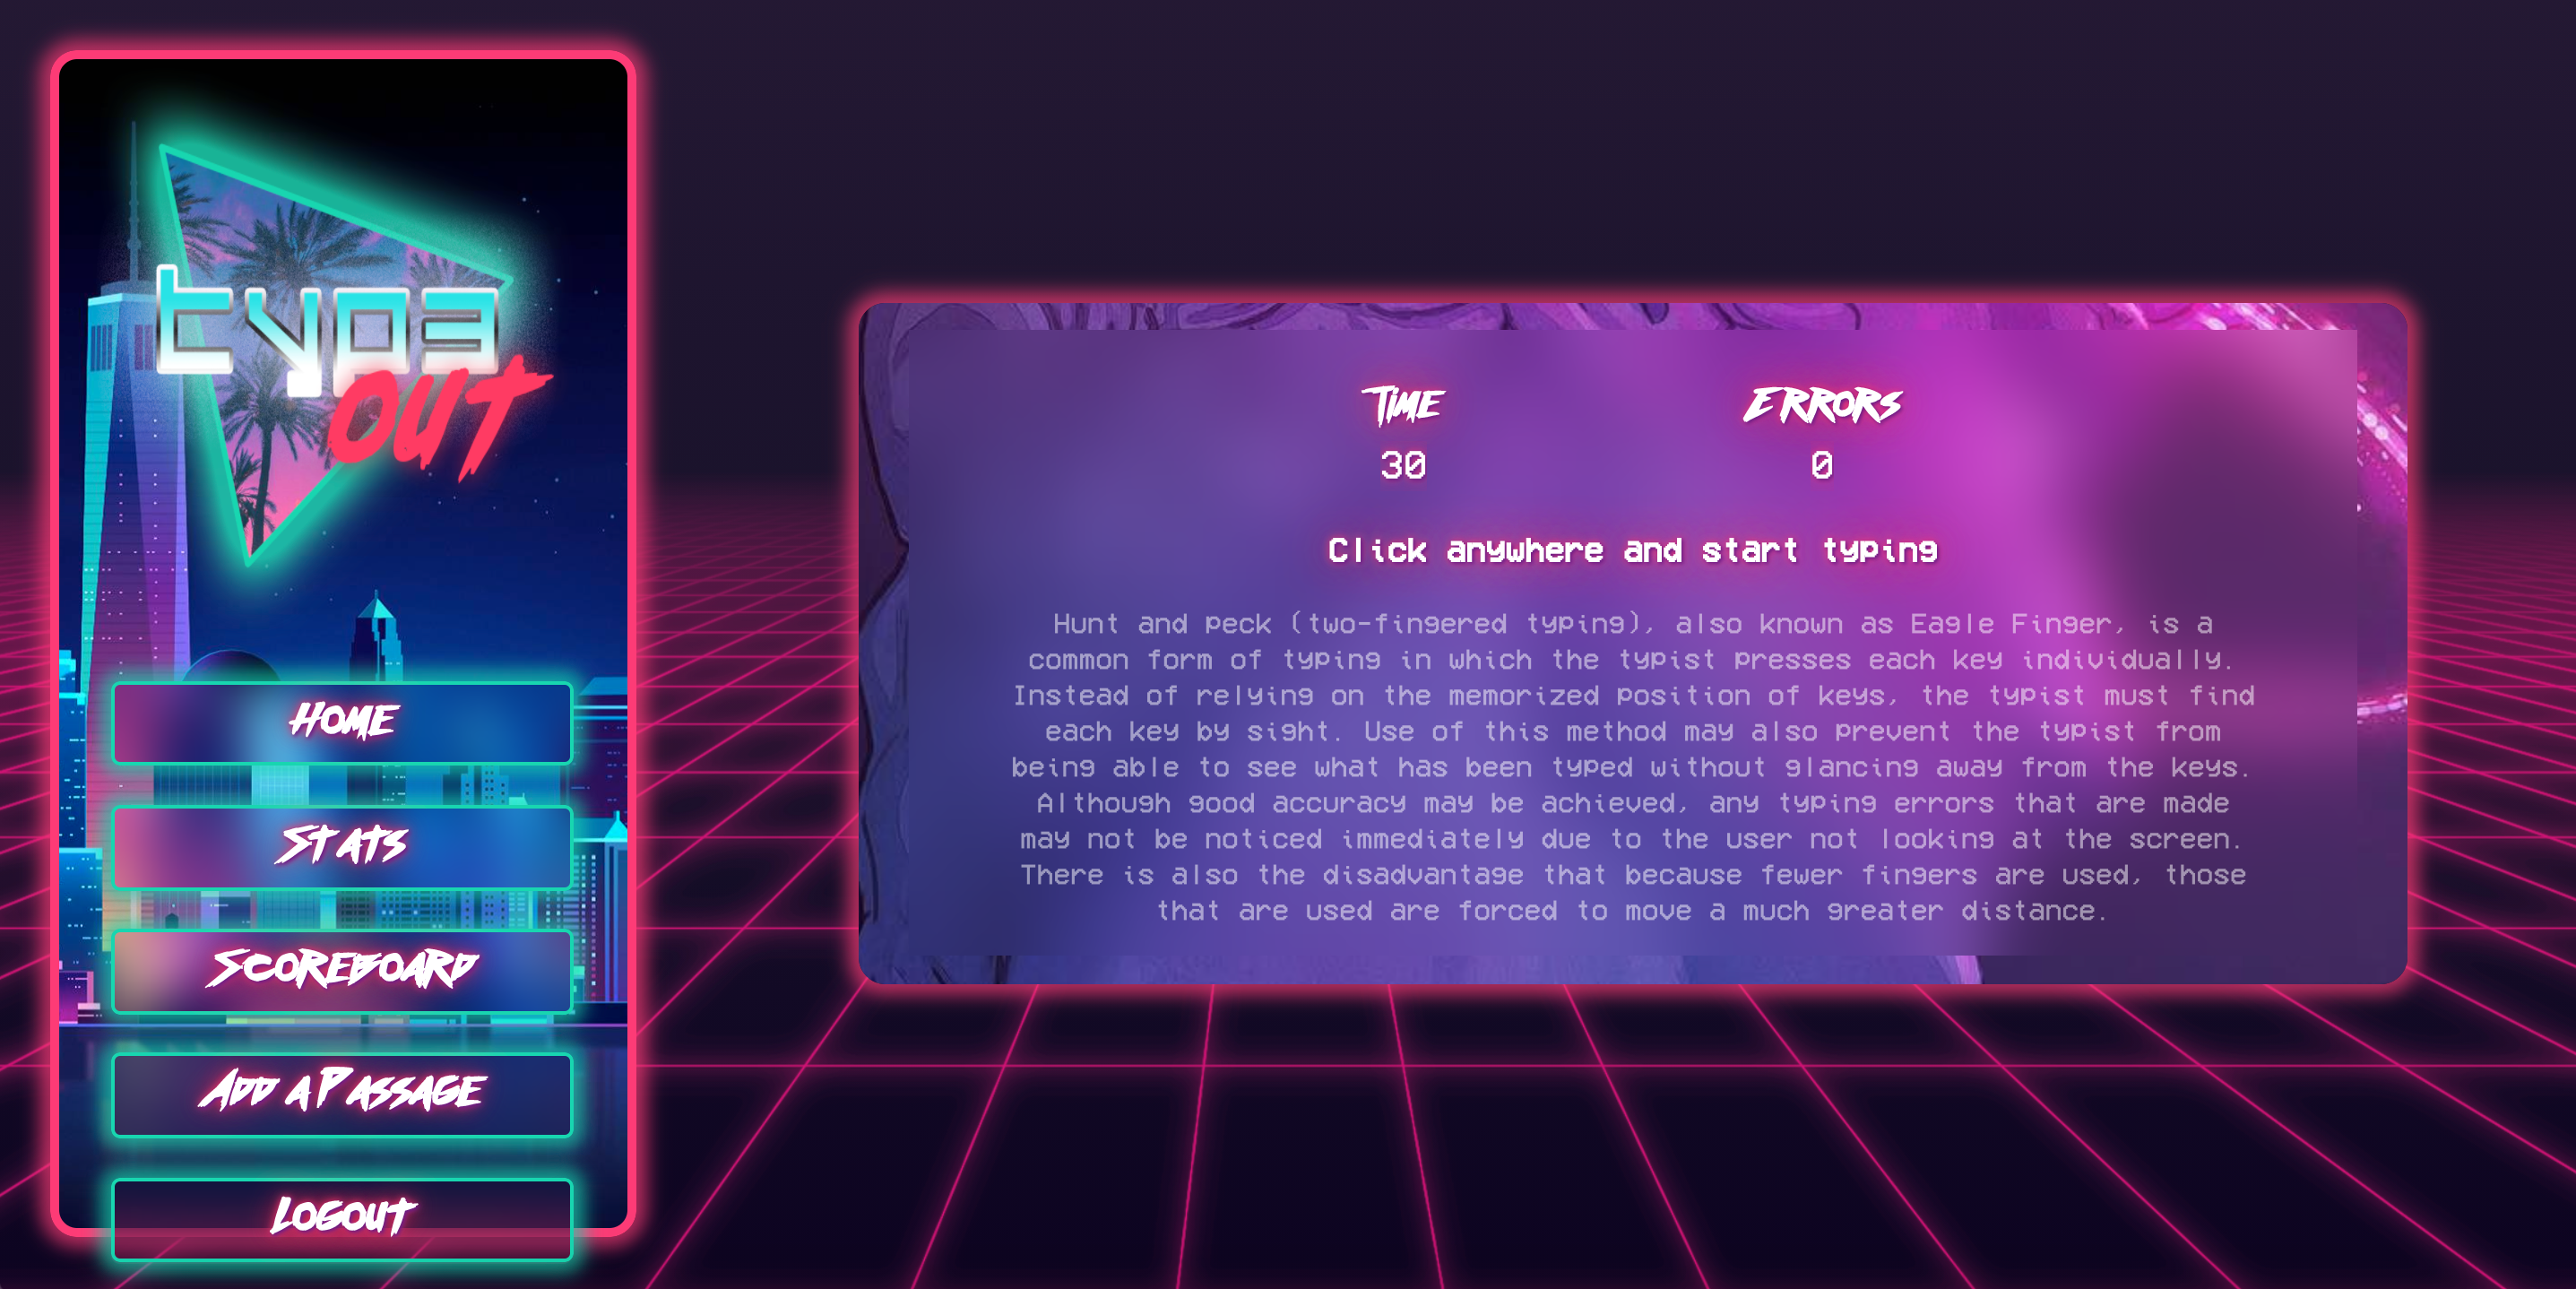 type
out
Home
Stats
Scoreboard
Add a Passage
Logout
Time
Errors
30
0
Click anywhere and start typing
Hunt and peck (two-fingered typing), also known as Eagle Finger, is a
common form of typing in which the typist presses each key individually.
Instead of relying on the memorized position of keys, the typist must find
each key by sight. Use of this method may also prevent the typist from
being able to see what has been typed without glancing away from the keys.
Although good accuracy may be achieved, any typing errors that are made
may not be noticed immediately due to the user not looking at the screen.
There is also the disadvantage that because fewer fingers are used, those
that are used are forced to move a much greater distance.